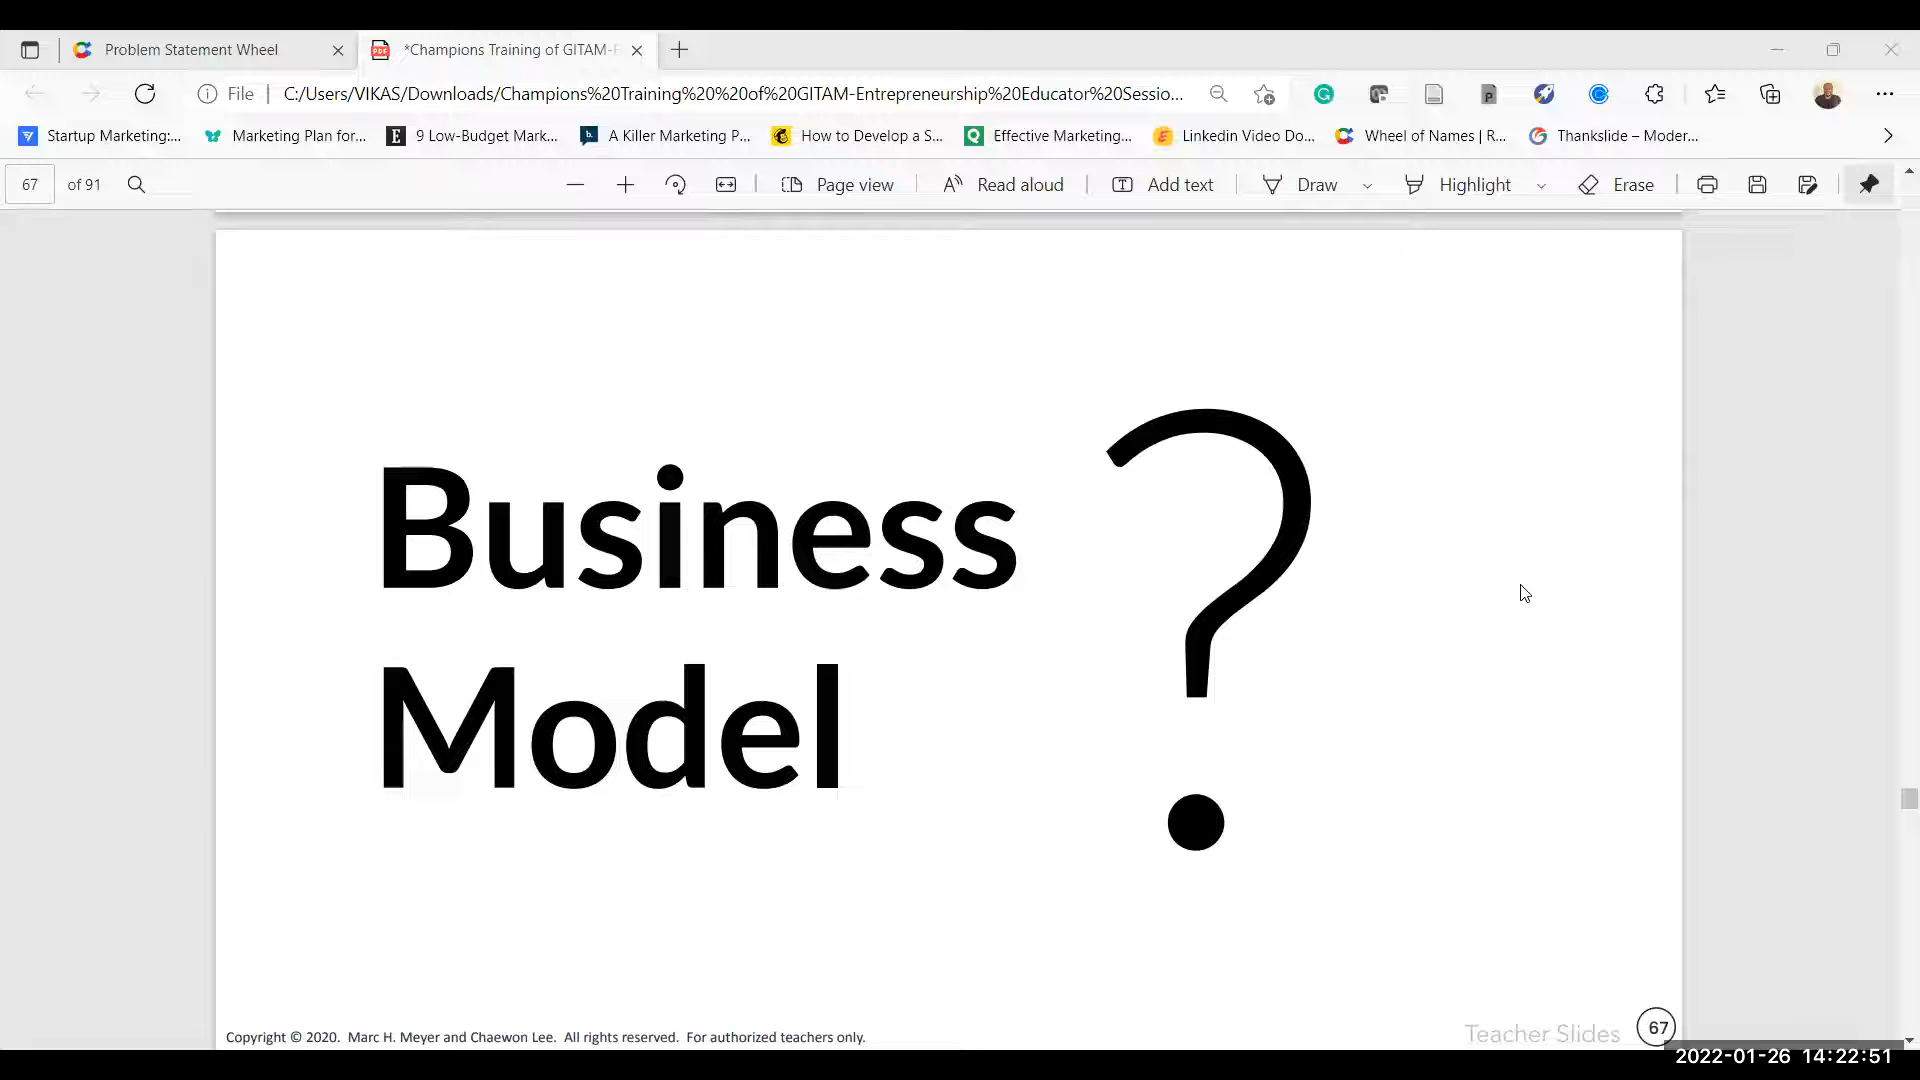 Problem Statement Wheel
*Champions Training of GITAM-E
File
C:/Users/VIKAS/Downloads/Champions%20Training%20%20of%20GITAM-Entrepreneurship%20Educator%20Sessio...
Startup Marketing:...
Marketing Plan for...
9 Low-Budget Mark...
A Killer Marketing P...
How to Develop a S...
Effective Marketing...
Linkedin Video Do...
Wheel of Names | R...
Thankslide – Moder...
67 of 91
Page view
Read aloud
Add text
Draw
Highlight
Erase
Business
Model
?
Copyright © 2020. Marc H. Meyer and Chaewon Lee. All rights reserved. For authorized teachers only.
Teacher Slides 67
2022-01-26 14:22:51